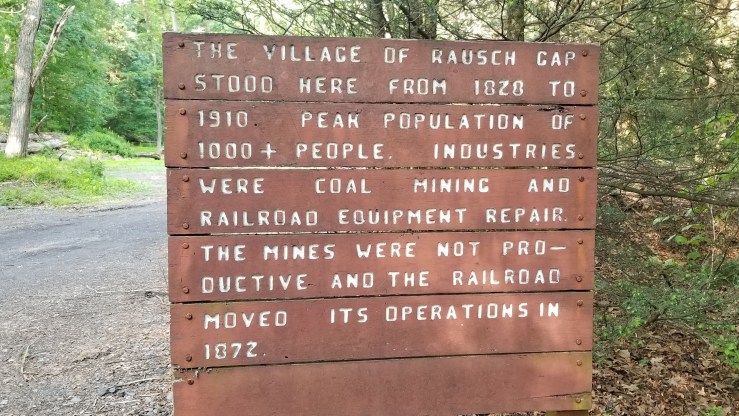 THE VILLAGE OF RAUSCH GAP
STOOD HERE FROM 1828 TO
1910. PEAK POPULATION OF
1000+ PEOPLE. INDUSTRIES
WERE COAL MINING AND
RAILROAD EQUIPMENT REPAIR.
THE MINES WERE NOT PRO-
DUCTIVE AND THE RAILROAD
MOVED ITS OPERATIONS IN
1872.